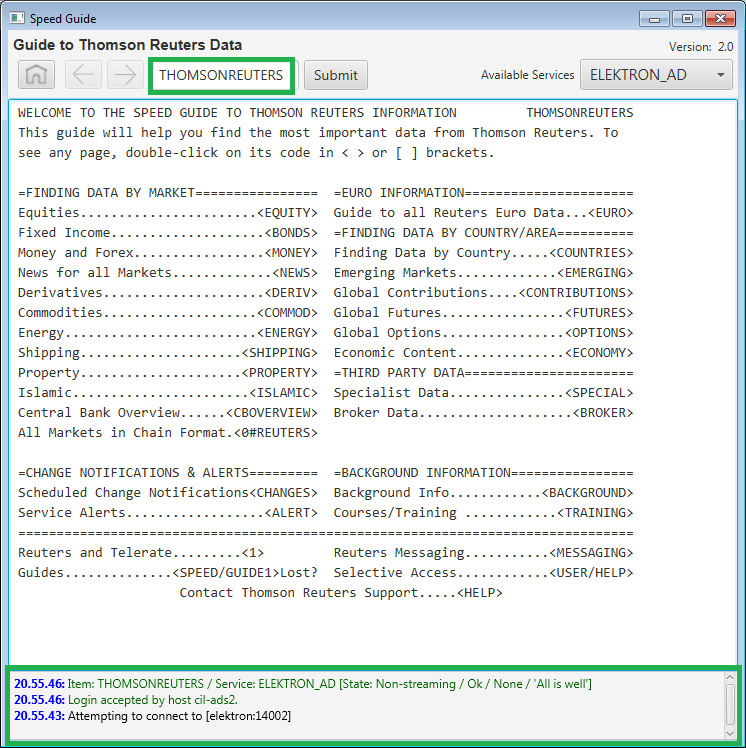 Speed Guide
Guide to Thomson Reuters Data
Version: 2.0
THOMSONREUTERS Submit Available Services ELEKTRON_AD
WELCOME TO THE SPEED GUIDE TO THOMSON REUTERS INFORMATION         THOMSONREUTERS
This guide will help you find the most important data from Thomson Reuters. To
see any page, double-click on its code in < > or [ ] brackets.
=FINDING DATA BY MARKET================  =EURO INFORMATION======================
Equities.......................<EQUITY>  Guide to all Reuters Euro Data...<EURO>
Fixed Income....................<BONDS>  =FINDING DATA BY COUNTRY/AREA==========
Money and Forex.................<MONEY>  Finding Data by Country.....<COUNTRIES>
News for all Markets.............<NEWS>  Emerging Markets.............<EMERGING>
Derivatives.....................<DERIV>  Global Contributions....<CONTRIBUTIONS>
Commodities.....................<COMMOD>  Global Futures................<FUTURES>
Energy.........................<ENERGY>  Global Options................<OPTIONS>
Shipping.....................<SHIPPING>  Economic Content..............<ECONOMY>
Property.....................<PROPERTY>  =THIRD PARTY DATA======================
Islamic.......................<ISLAMIC>  Specialist Data...............<SPECIAL>
Central Bank Overview......<CBOVERVIEW>  Broker Data....................<BROKER>
All Markets in Chain Format.<0#REUTERS>
=CHANGE NOTIFICATIONS & ALERTS=========  =BACKGROUND INFORMATION================
Scheduled Change Notifications<CHANGES>  Background Info............<BACKGROUND>
Service Alerts..................<ALERT>  Courses/Training ............<TRAINING>
================================================================================
Reuters and Telerate.........<1>         Reuters Messaging...........<MESSAGING>
Guides..............<SPEED/GUIDE1>Lost?  Selective Access............<USER/HELP>
Contact Thomson Reuters Support.....<HELP>
20.55.46: Item: THOMSONREUTERS / Service: ELEKTRON_AD [State: Non-streaming / Ok / None / 'All is well']
20.55.46: Login accepted by host cil-ads2.
20.55.43: Attempting to connect to [elektron:14002]